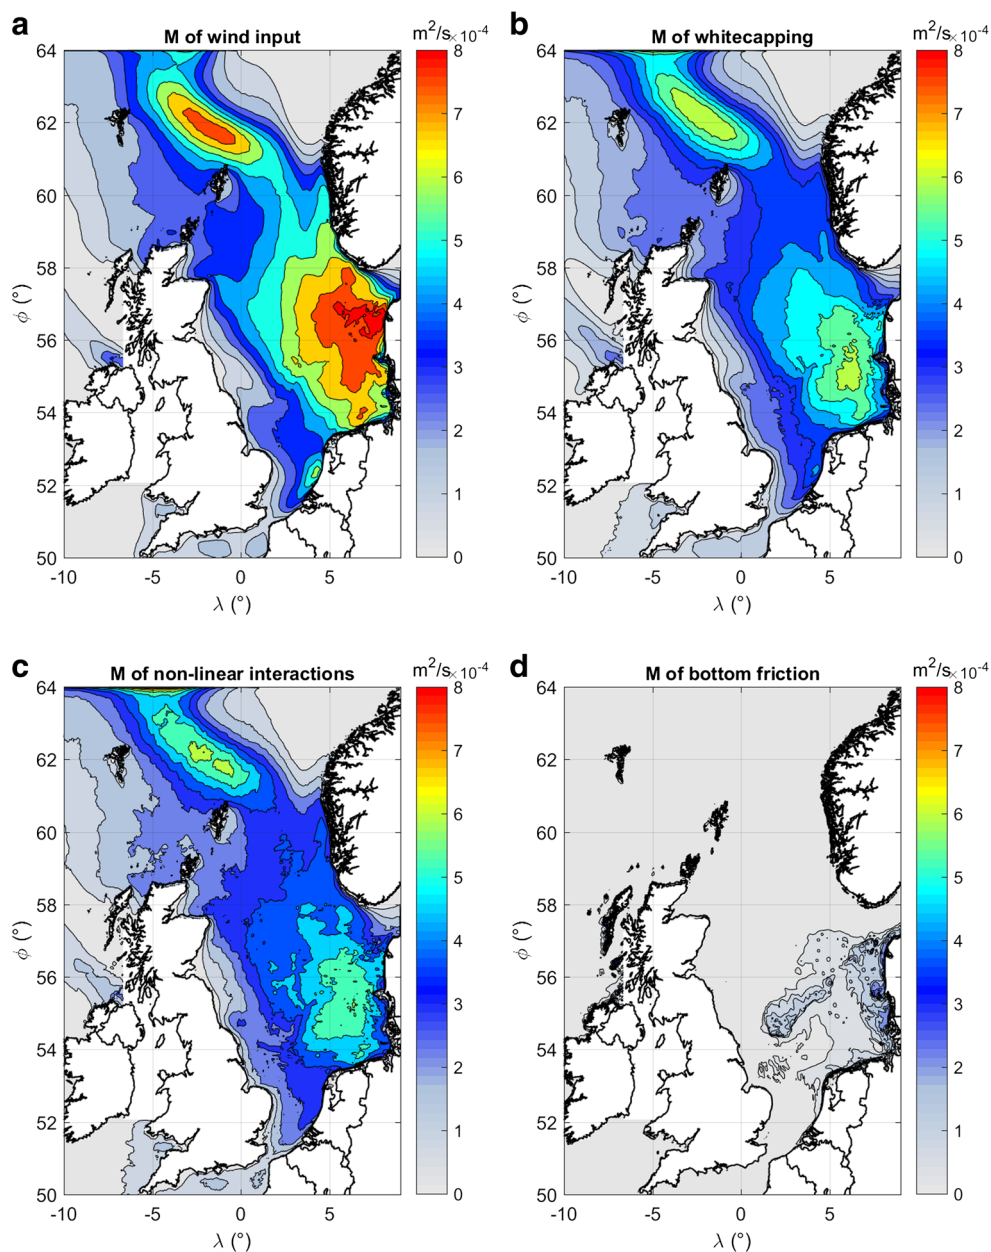 a
M of wind input
m²/s×10⁻⁴
64
62
60
58
56
54
52
50
ϕ (°)
-10 -5 0 5
λ (°)
8
7
6
5
4
3
2
1
0
b
M of whitecapping
m²/s×10⁻⁴
64
62
60
58
56
54
52
50
ϕ (°)
-10 -5 0 5
λ (°)
8
7
6
5
4
3
2
1
0
c
M of non-linear interactions
m²/s×10⁻⁴
64
62
60
58
56
54
52
50
ϕ (°)
-10 -5 0 5
λ (°)
8
7
6
5
4
3
2
1
0
d
M of bottom friction
m²/s×10⁻⁴
64
62
60
58
56
54
52
50
ϕ (°)
-10 -5 0 5
λ (°)
8
7
6
5
4
3
2
1
0